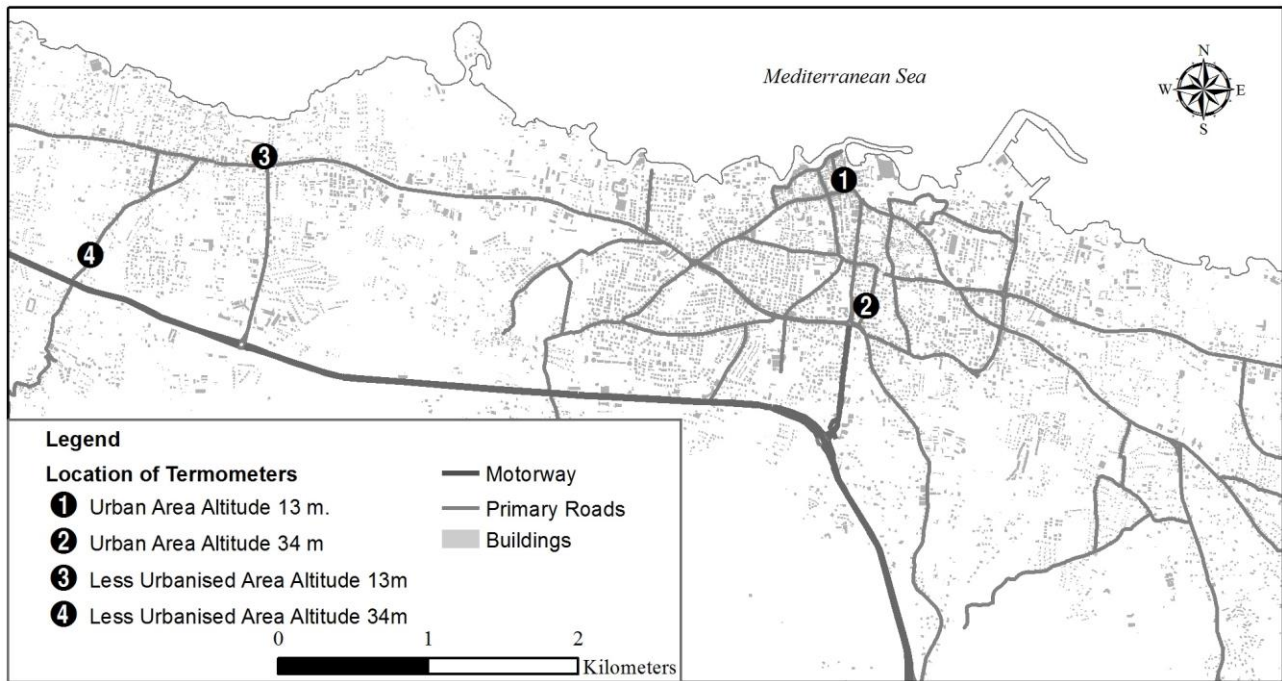 Mediterranean Sea
N
W E
S
3
1
4
2
Legend
Location of Termometers
1 Urban Area Altitude 13 m.
2 Urban Area Altitude 34 m
3 Less Urbanised Area Altitude 13m
4 Less Urbanised Area Altitude 34m
Motorway
Primary Roads
Buildings
0 1 2
Kilometers